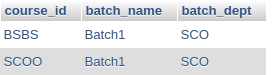 course_id batch_name batch_dept
BSBS Batch1 SCO
SCOO Batch1 SCO